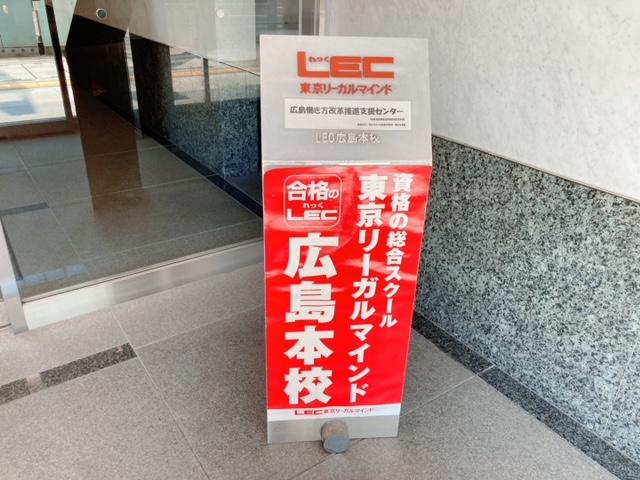 れっく
LEC
東京リーガルマインド
広島働き方改革推進支援センター
LEC広島本校
合格の
れっく
LEC
資格の総合スクール
東京リーガルマインド
広島本校
LEC東京リーガルマインド